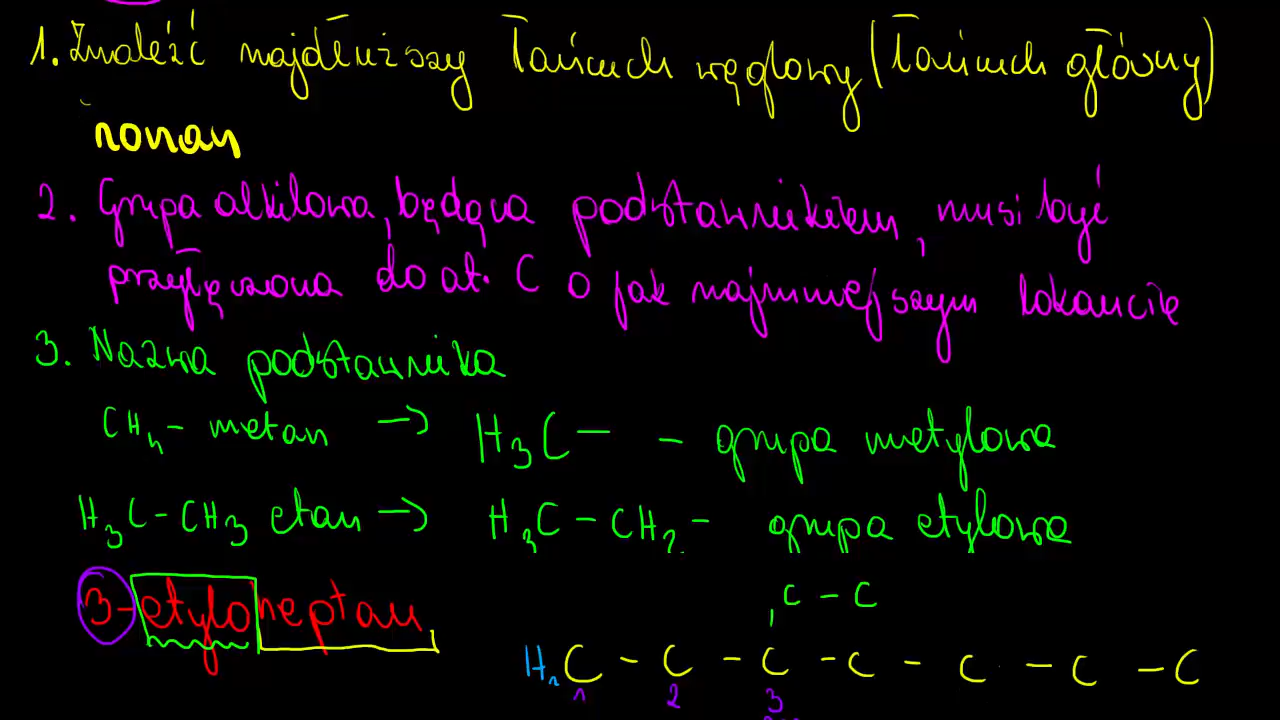 1. Znaleźć najdłuższy łańcuch węglowy (łańcuch główny)
nonan
2. Grupa alkilowa, będąca podstawnikiem, musi być
przyłączona do at. C o jak najmniejszym lokancie
3. Nazwa podstawnika
CH4 - metan → H3C — - grupa metylowa
H3C - CH3 etan → H3C - CH2 - grupa etylowa
3-etyloheptan
C - C
C - C - C - C - C - C - C
1 2 3